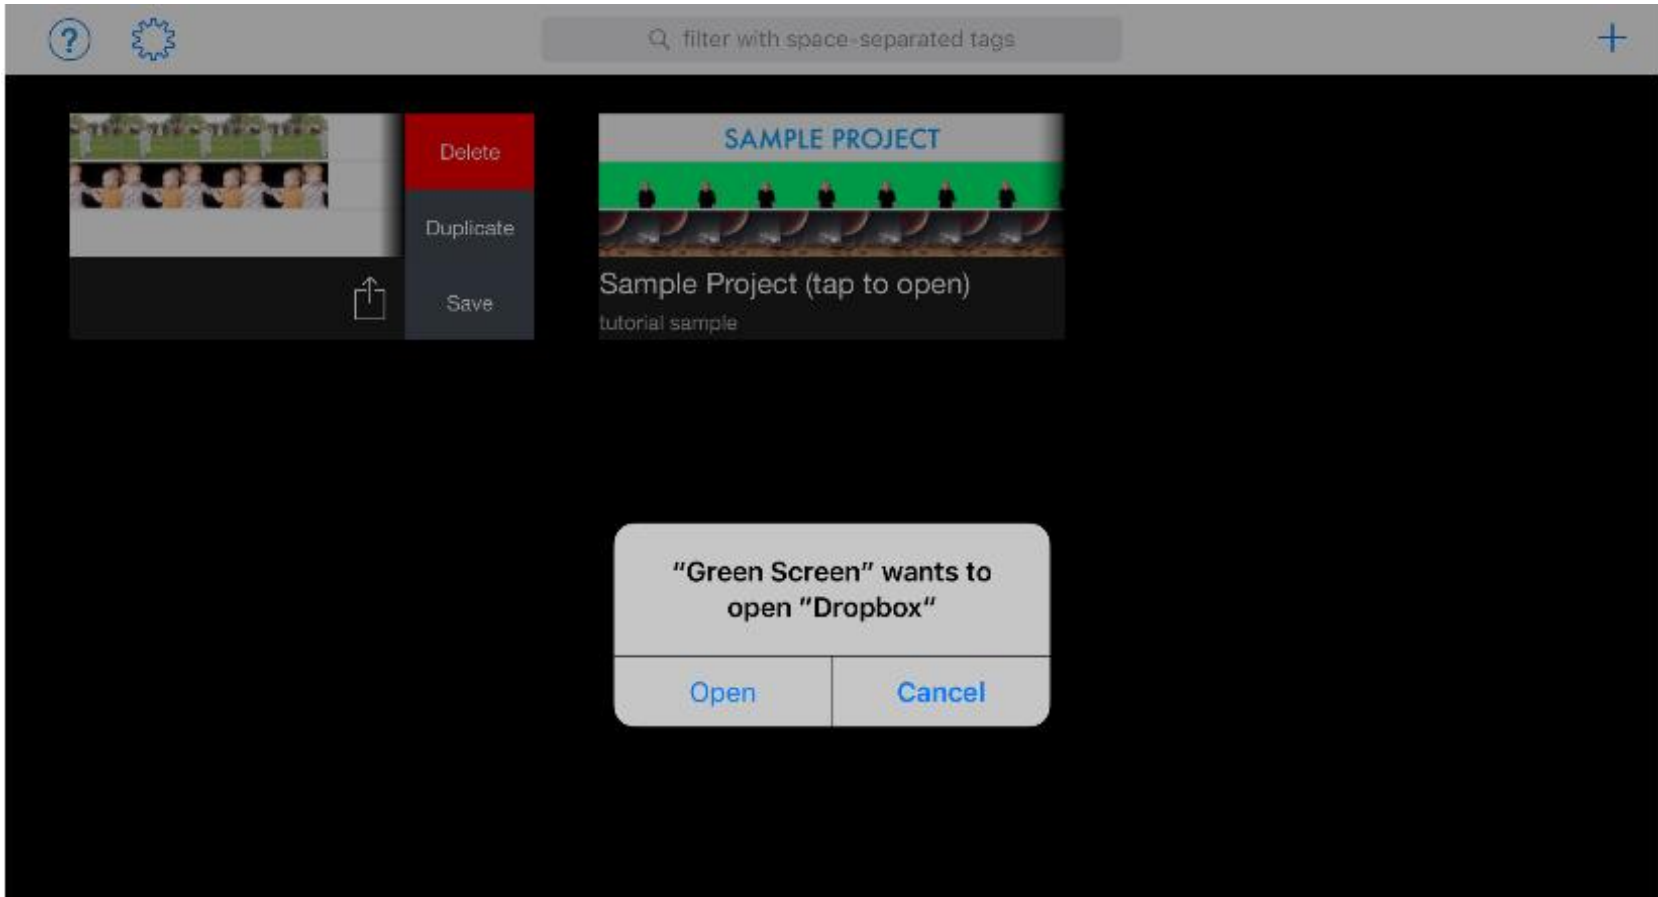 ?
filter with space-separated tags
Delete
Duplicate
Save
SAMPLE PROJECT
Sample Project (tap to open)
tutorial sample
"Green Screen" wants to
open "Dropbox"
Open
Cancel